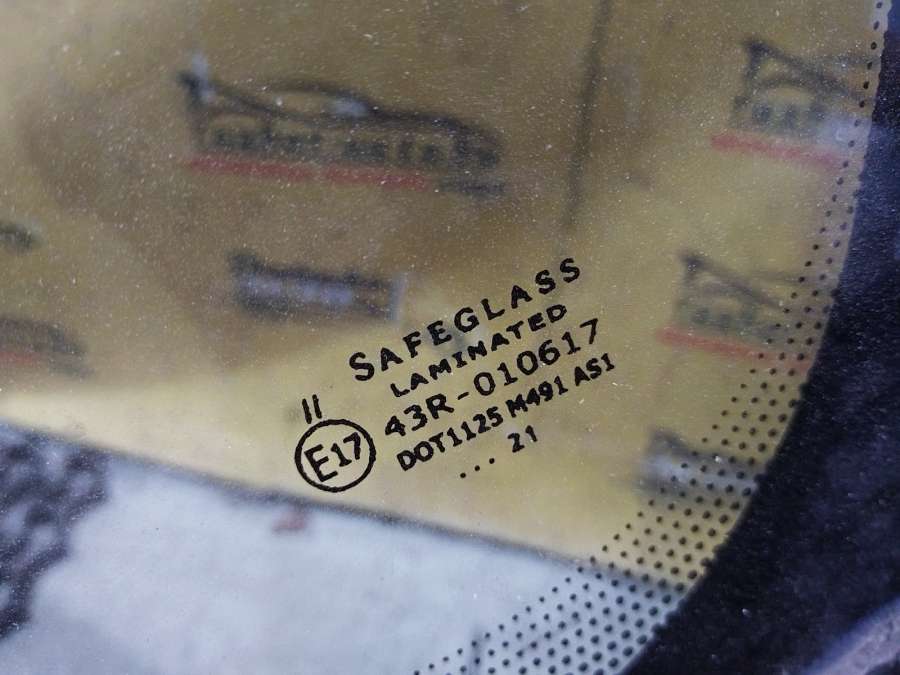 SAFEGLASS
LAMINATED
II
E17
43R-010617
DOT1125 M491 AS1
... 21